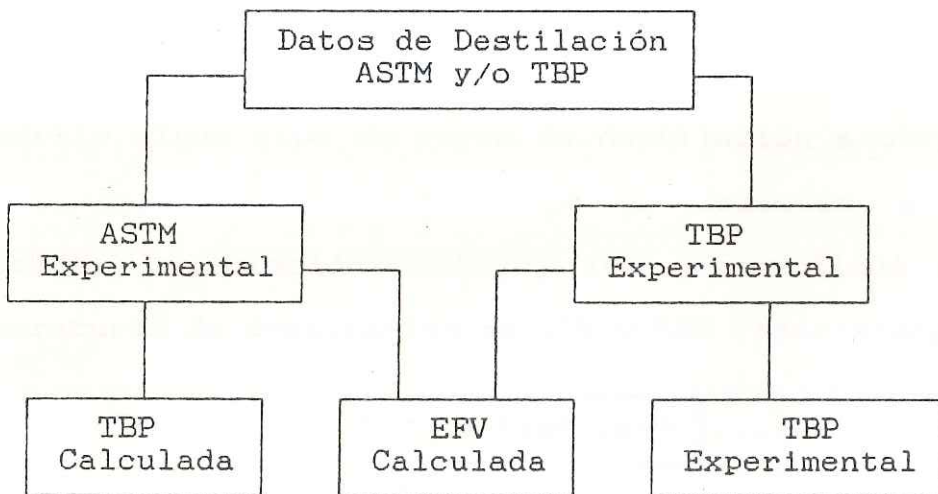 Datos de Destilación
ASTM y/o TBP
ASTM
Experimental
TBP
Experimental
TBP
Calculada
EFV
Calculada
TBP
Experimental